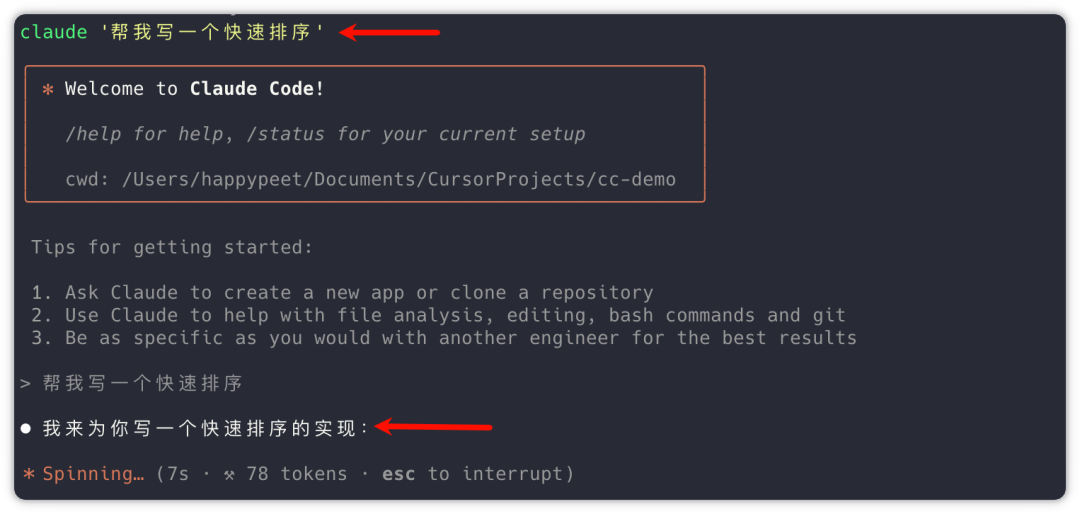 claude '帮我写一个快速排序'
* Welcome to Claude Code!
/help for help, /status for your current setup
cwd: /Users/happypeet/Documents/CursorProjects/cc-demo
Tips for getting started:
1. Ask Claude to create a new app or clone a repository
2. Use Claude to help with file analysis, editing, bash commands and git
3. Be as specific as you would with another engineer for the best results
> 帮我写一个快速排序
● 我来为你写一个快速排序的实现:
* Spinning… (7s · ⚒ 78 tokens · esc to interrupt)